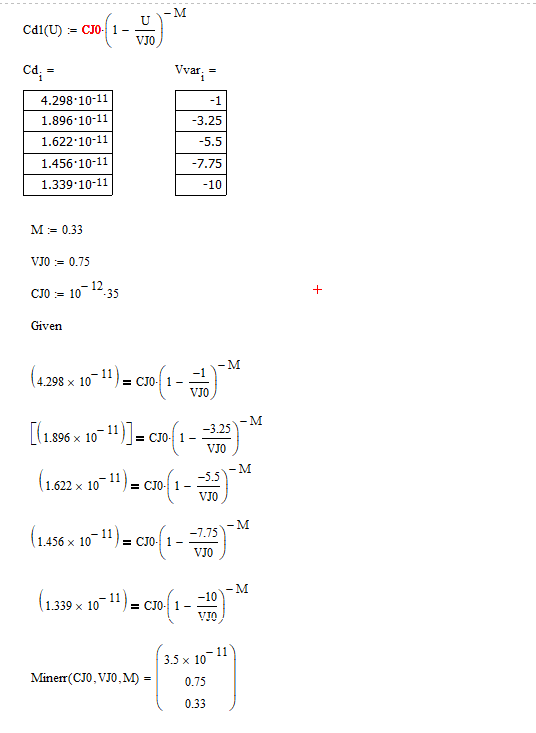 Cd1(U) := CJ0·(1 − U/VJ0)^−M
Cd_i = Vvar_i =
4.298·10^-11 -1
1.896·10^-11 -3.25
1.622·10^-11 -5.5
1.456·10^-11 -7.75
1.339·10^-11 -10
M := 0.33
VJ0 := 0.75
CJ0 := 10^−12·35
Given
(4.298 × 10^−11) = CJ0·(1 − −1/VJ0)^−M
[(1.896 × 10^−11)] = CJ0·(1 − −3.25/VJ0)^−M
(1.622 × 10^−11) = CJ0·(1 − −5.5/VJ0)^−M
(1.456 × 10^−11) = CJ0·(1 − −7.75/VJ0)^−M
(1.339 × 10^−11) = CJ0·(1 − −10/VJ0)^−M
3.5 × 10^−11
Minerr(CJ0, VJ0, M) = 0.75
0.33